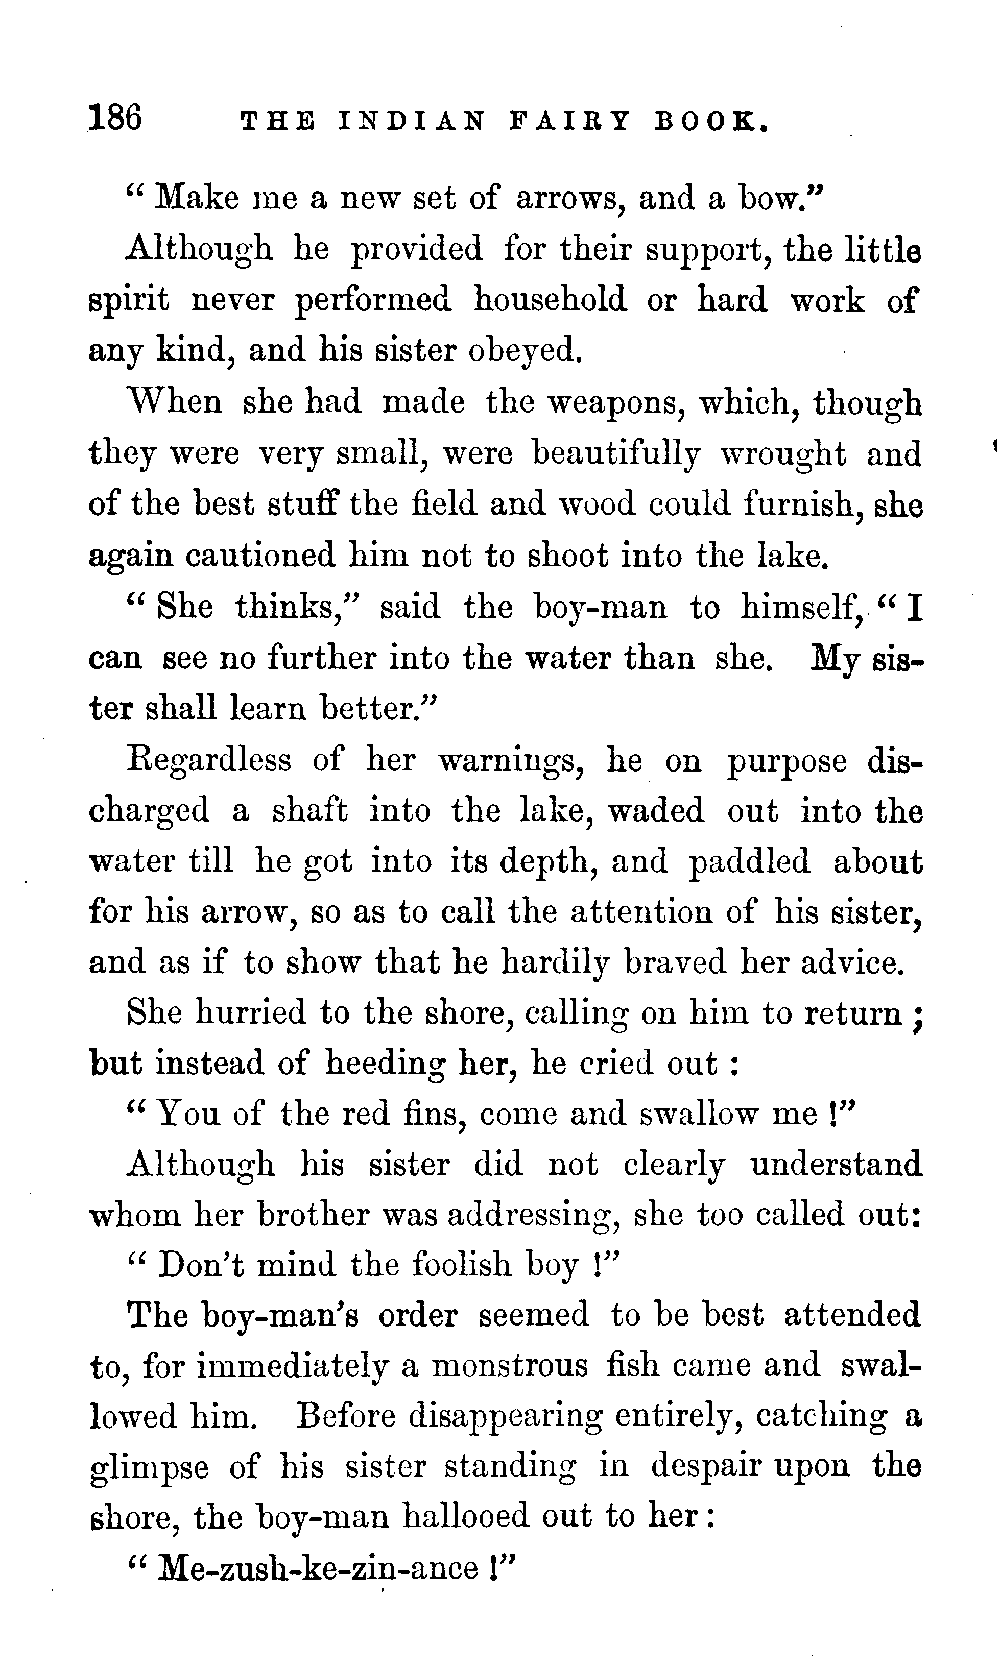 186 THE INDIAN FAIRY BOOK.
“ Make me a new set of arrows, and a bow.”
Although he provided for their support, the little
spirit never performed household or hard work of
any kind, and his sister obeyed.
When she had made the weapons, which, though
they were very small, were beautifully wrought and
of the best stuff the field and wood could furnish, she
again cautioned him not to shoot into the lake.
“ She thinks,” said the boy-man to himself, “ I
can see no further into the water than she. My sis-
ter shall learn better.”
Regardless of her warnings, he on purpose dis-
charged a shaft into the lake, waded out into the
water till he got into its depth, and paddled about
for his arrow, so as to call the attention of his sister,
and as if to show that he hardily braved her advice.
She hurried to the shore, calling on him to return ;
but instead of heeding her, he cried out :
“ You of the red fins, come and swallow me !”
Although his sister did not clearly understand
whom her brother was addressing, she too called out:
“ Don’t mind the foolish boy !”
The boy-man’s order seemed to be best attended
to, for immediately a monstrous fish came and swal-
lowed him. Before disappearing entirely, catching a
glimpse of his sister standing in despair upon the
shore, the boy-man hallooed out to her :
“ Me-zush-ke-zin-ance !”